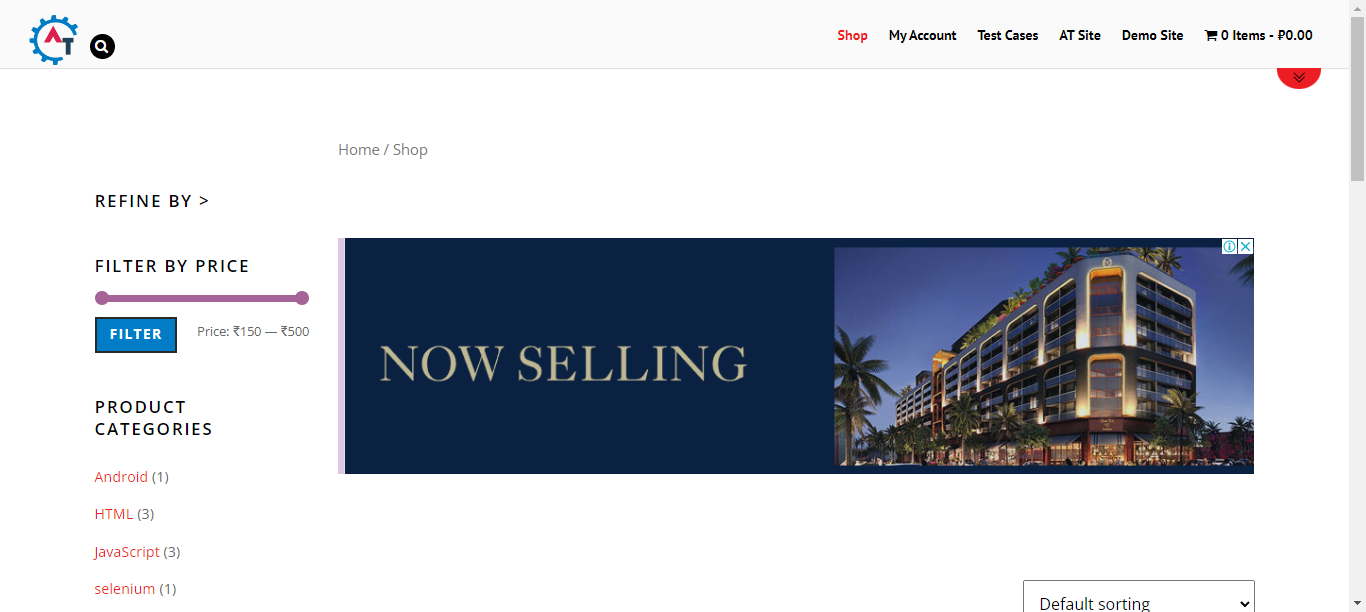 AT
Shop My Account Test Cases AT Site Demo Site 0 Items - ₽0.00
Home / Shop
REFINE BY >
FILTER BY PRICE
FILTER Price: ₹150 — ₹500
NOW SELLING
PRODUCT
CATEGORIES
Android (1)
HTML (3)
JavaScript (3)
selenium (1)
Default sorting